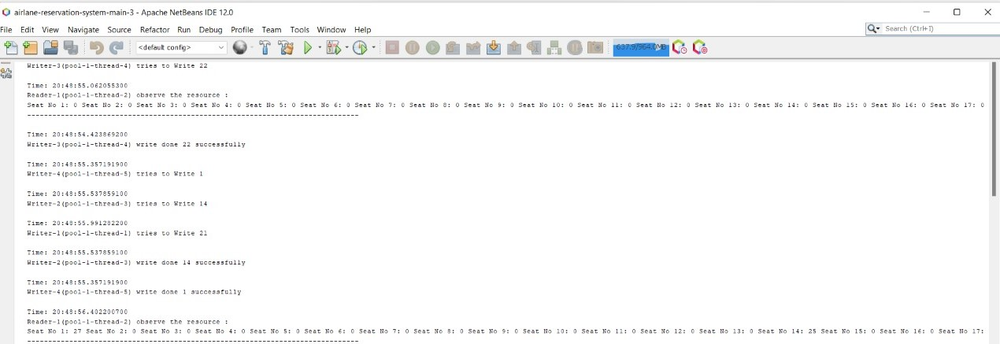 airlane-reservation-system-main-3 - Apache NetBeans IDE 12.0
File Edit View Navigate Source Refactor Run Debug Profile Team Tools Window Help
Search (Ctrl+I)
<default config>
637.9/964.0MB
Writer-3(pool-1-thread-4) tries to Write 22
Time: 20:48:55.062055300
Reader-1(pool-1-thread-2) observe the resource :
Seat No 1: 0 Seat No 2: 0 Seat No 3: 0 Seat No 4: 0 Seat No 5: 0 Seat No 6: 0 Seat No 7: 0 Seat No 8: 0 Seat No 9: 0 Seat No 10: 0 Seat No 11: 0 Seat No 12: 0 Seat No 13: 0 Seat No 14: 0 Seat No 15: 0 Seat No 16: 0 Seat No 17: 0
-------------------------------------------------------------------------------
Time: 20:48:54.423869200
Writer-3(pool-1-thread-4) write done 22 successfully
Time: 20:48:55.357191900
Writer-4(pool-1-thread-5) tries to Write 1
Time: 20:48:55.537859100
Writer-2(pool-1-thread-3) tries to Write 14
Time: 20:48:55.991282200
Writer-1(pool-1-thread-1) tries to Write 21
Time: 20:48:55.537859100
Writer-2(pool-1-thread-3) write done 14 successfully
Time: 20:48:55.357191900
Writer-4(pool-1-thread-5) write done 1 successfully
Time: 20:48:56.402200700
Reader-1(pool-1-thread-2) observe the resource :
Seat No 1: 27 Seat No 2: 0 Seat No 3: 0 Seat No 4: 0 Seat No 5: 0 Seat No 6: 0 Seat No 7: 0 Seat No 8: 0 Seat No 9: 0 Seat No 10: 0 Seat No 11: 0 Seat No 12: 0 Seat No 13: 0 Seat No 14: 25 Seat No 15: 0 Seat No 16: 0 Seat No 17:
-------------------------------------------------------------------------------